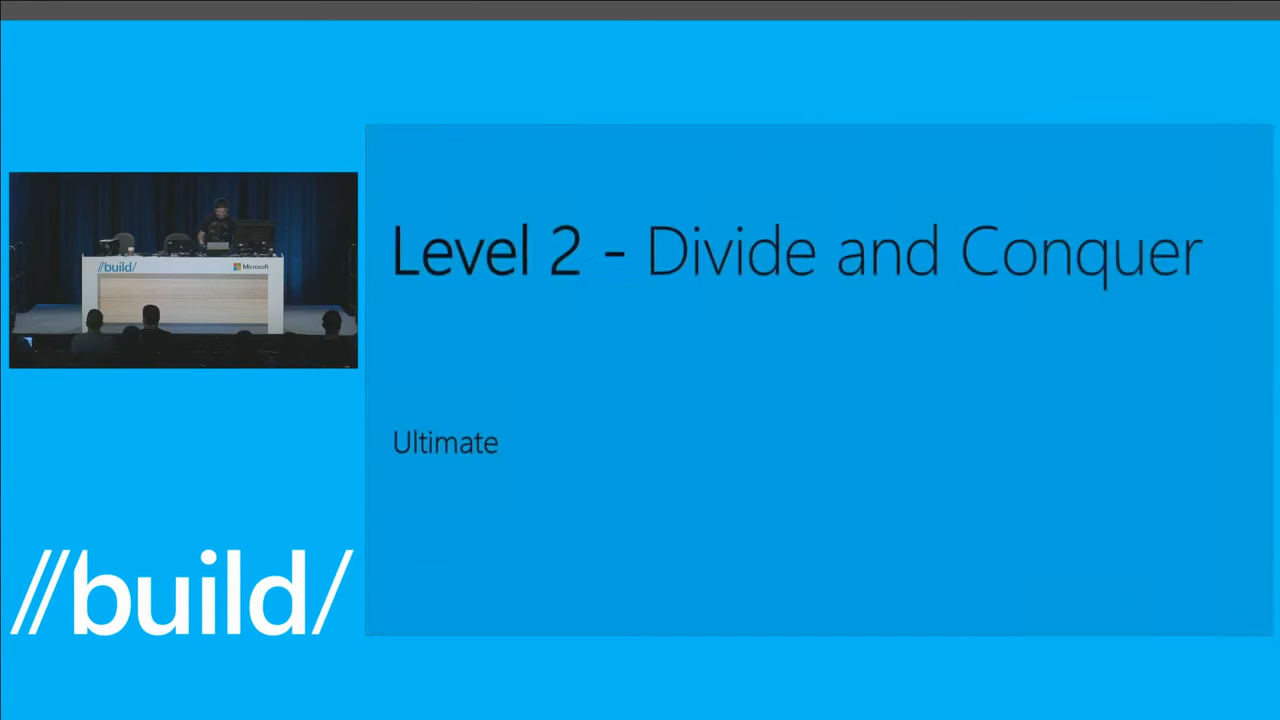 Level 2 - Divide and Conquer
Ultimate
//build/
Microsoft
//build/